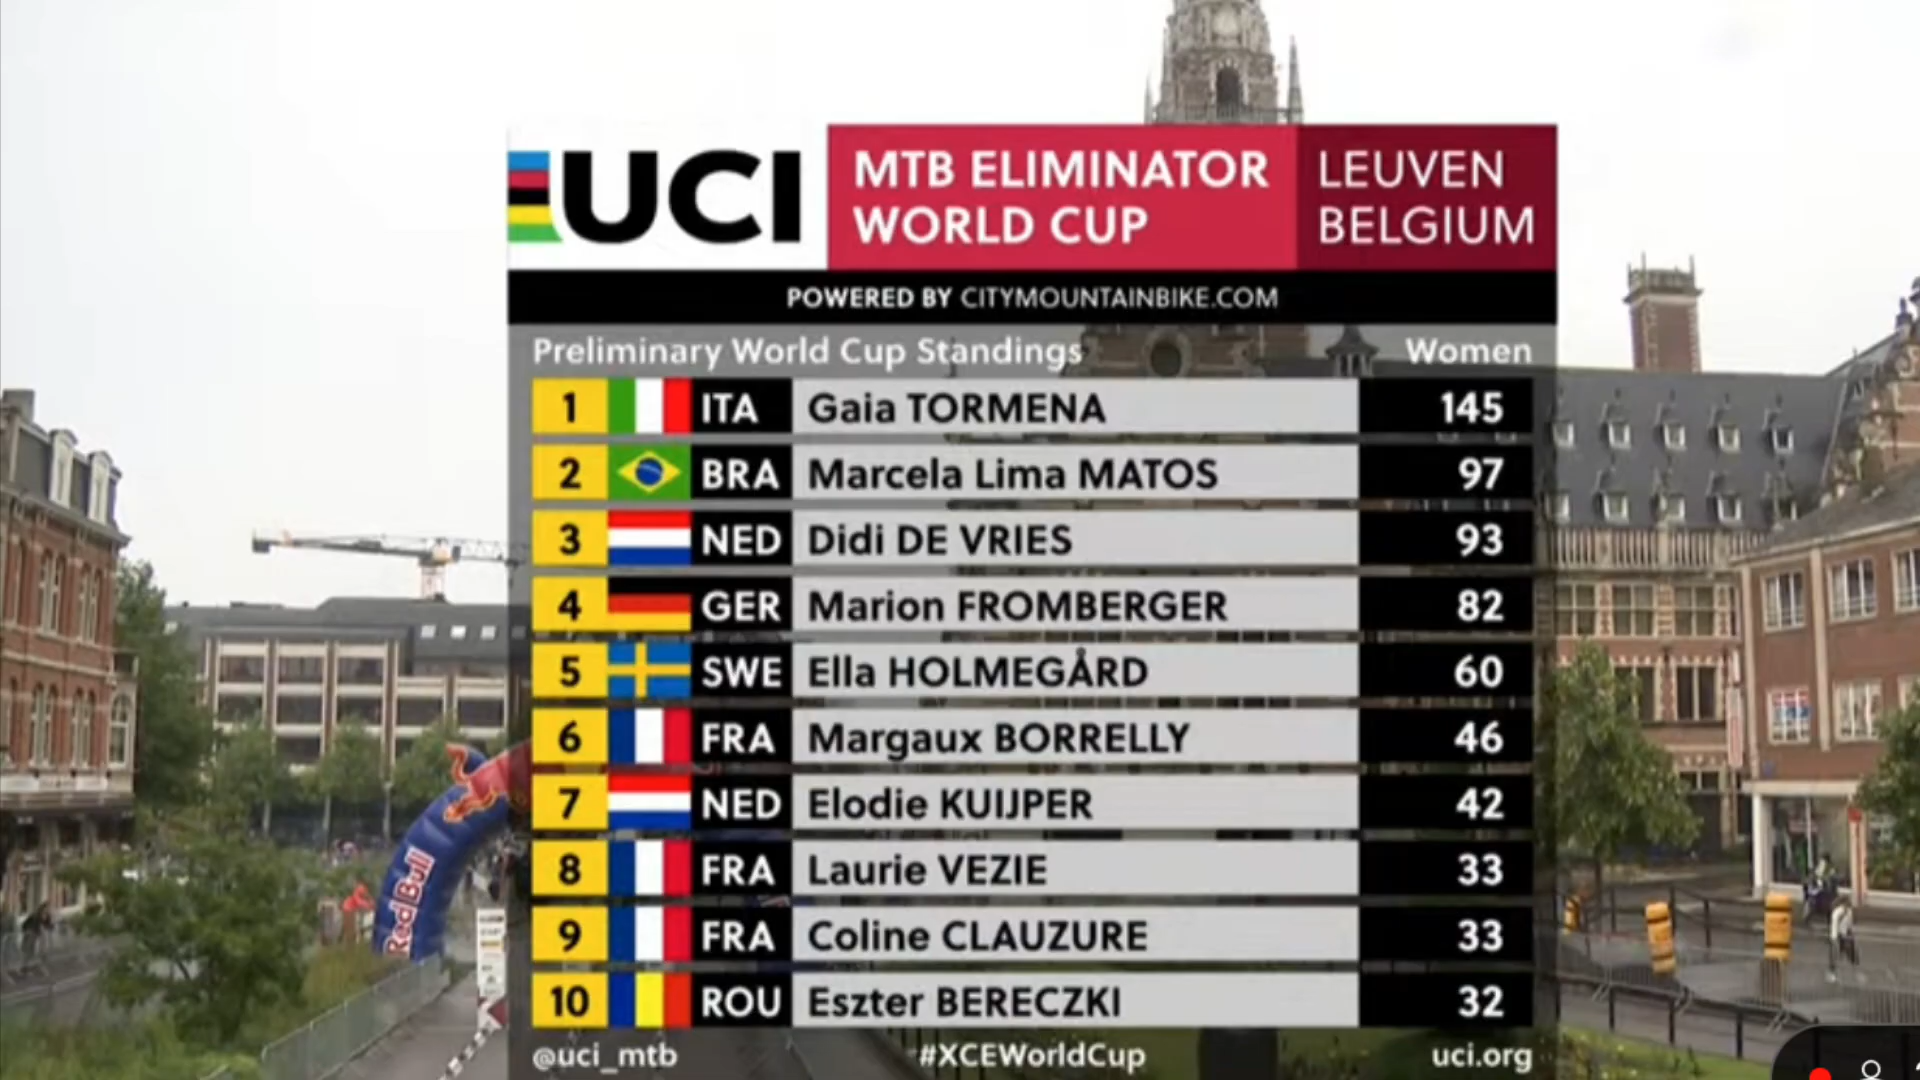 UCI
MTB ELIMINATOR
WORLD CUP
LEUVEN
BELGIUM
POWERED BY CITYMOUNTAINBIKE.COM
Preliminary World Cup Standings Women
1 ITA Gaia TORMENA 145
2 BRA Marcela Lima MATOS 97
3 NED Didi DE VRIES 93
4 GER Marion FROMBERGER 82
5 SWE Ella HOLMEGÅRD 60
6 FRA Margaux BORRELLY 46
7 NED Elodie KUIJPER 42
8 FRA Laurie VEZIE 33
9 FRA Coline CLAUZURE 33
10 ROU Eszter BERECZKI 32
@uci_mtb #XCEWorldCup uci.org
Red Bull